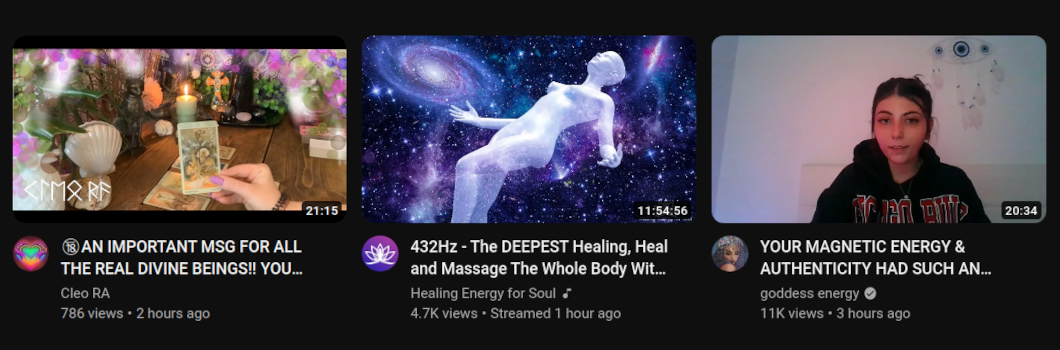 ᚲᛚᛖᛟ ᚱᚨ
21:15
11:54:56
20:34
🔞AN IMPORTANT MSG FOR ALL
THE REAL DIVINE BEINGS!! YOU...
Cleo RA
786 views • 2 hours ago
432Hz - The DEEPEST Healing, Heal
and Massage The Whole Body Wit...
Healing Energy for Soul
4.7K views • Streamed 1 hour ago
YOUR MAGNETIC ENERGY &
AUTHENTICITY HAD SUCH AN...
goddess energy
11K views • 3 hours ago